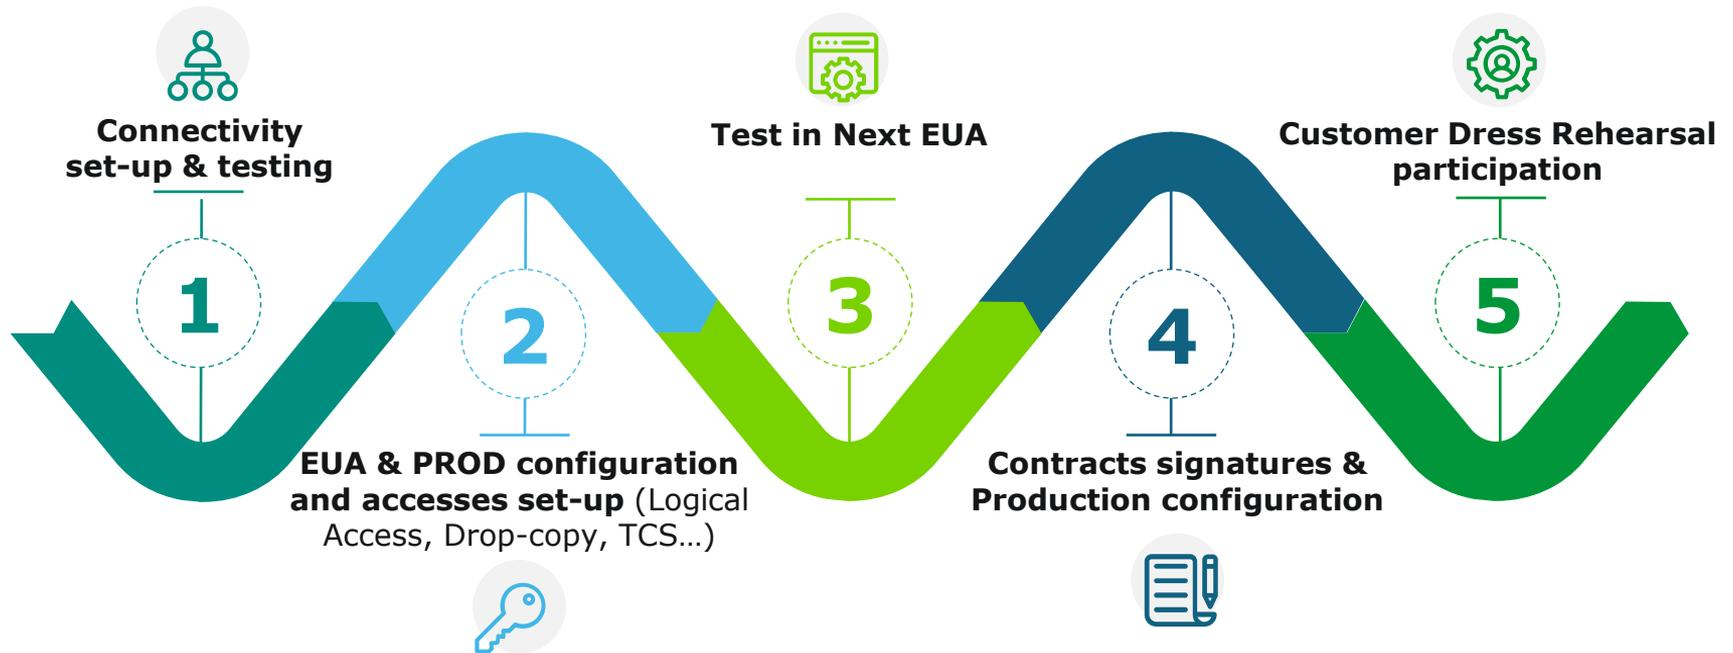 Connectivity
set-up & testing
1
EUA & PROD configuration
and accesses set-up (Logical
Access, Drop-copy, TCS...)
2
Test in Next EUA
3
Contracts signatures &
Production configuration
4
Customer Dress Rehearsal
participation
5